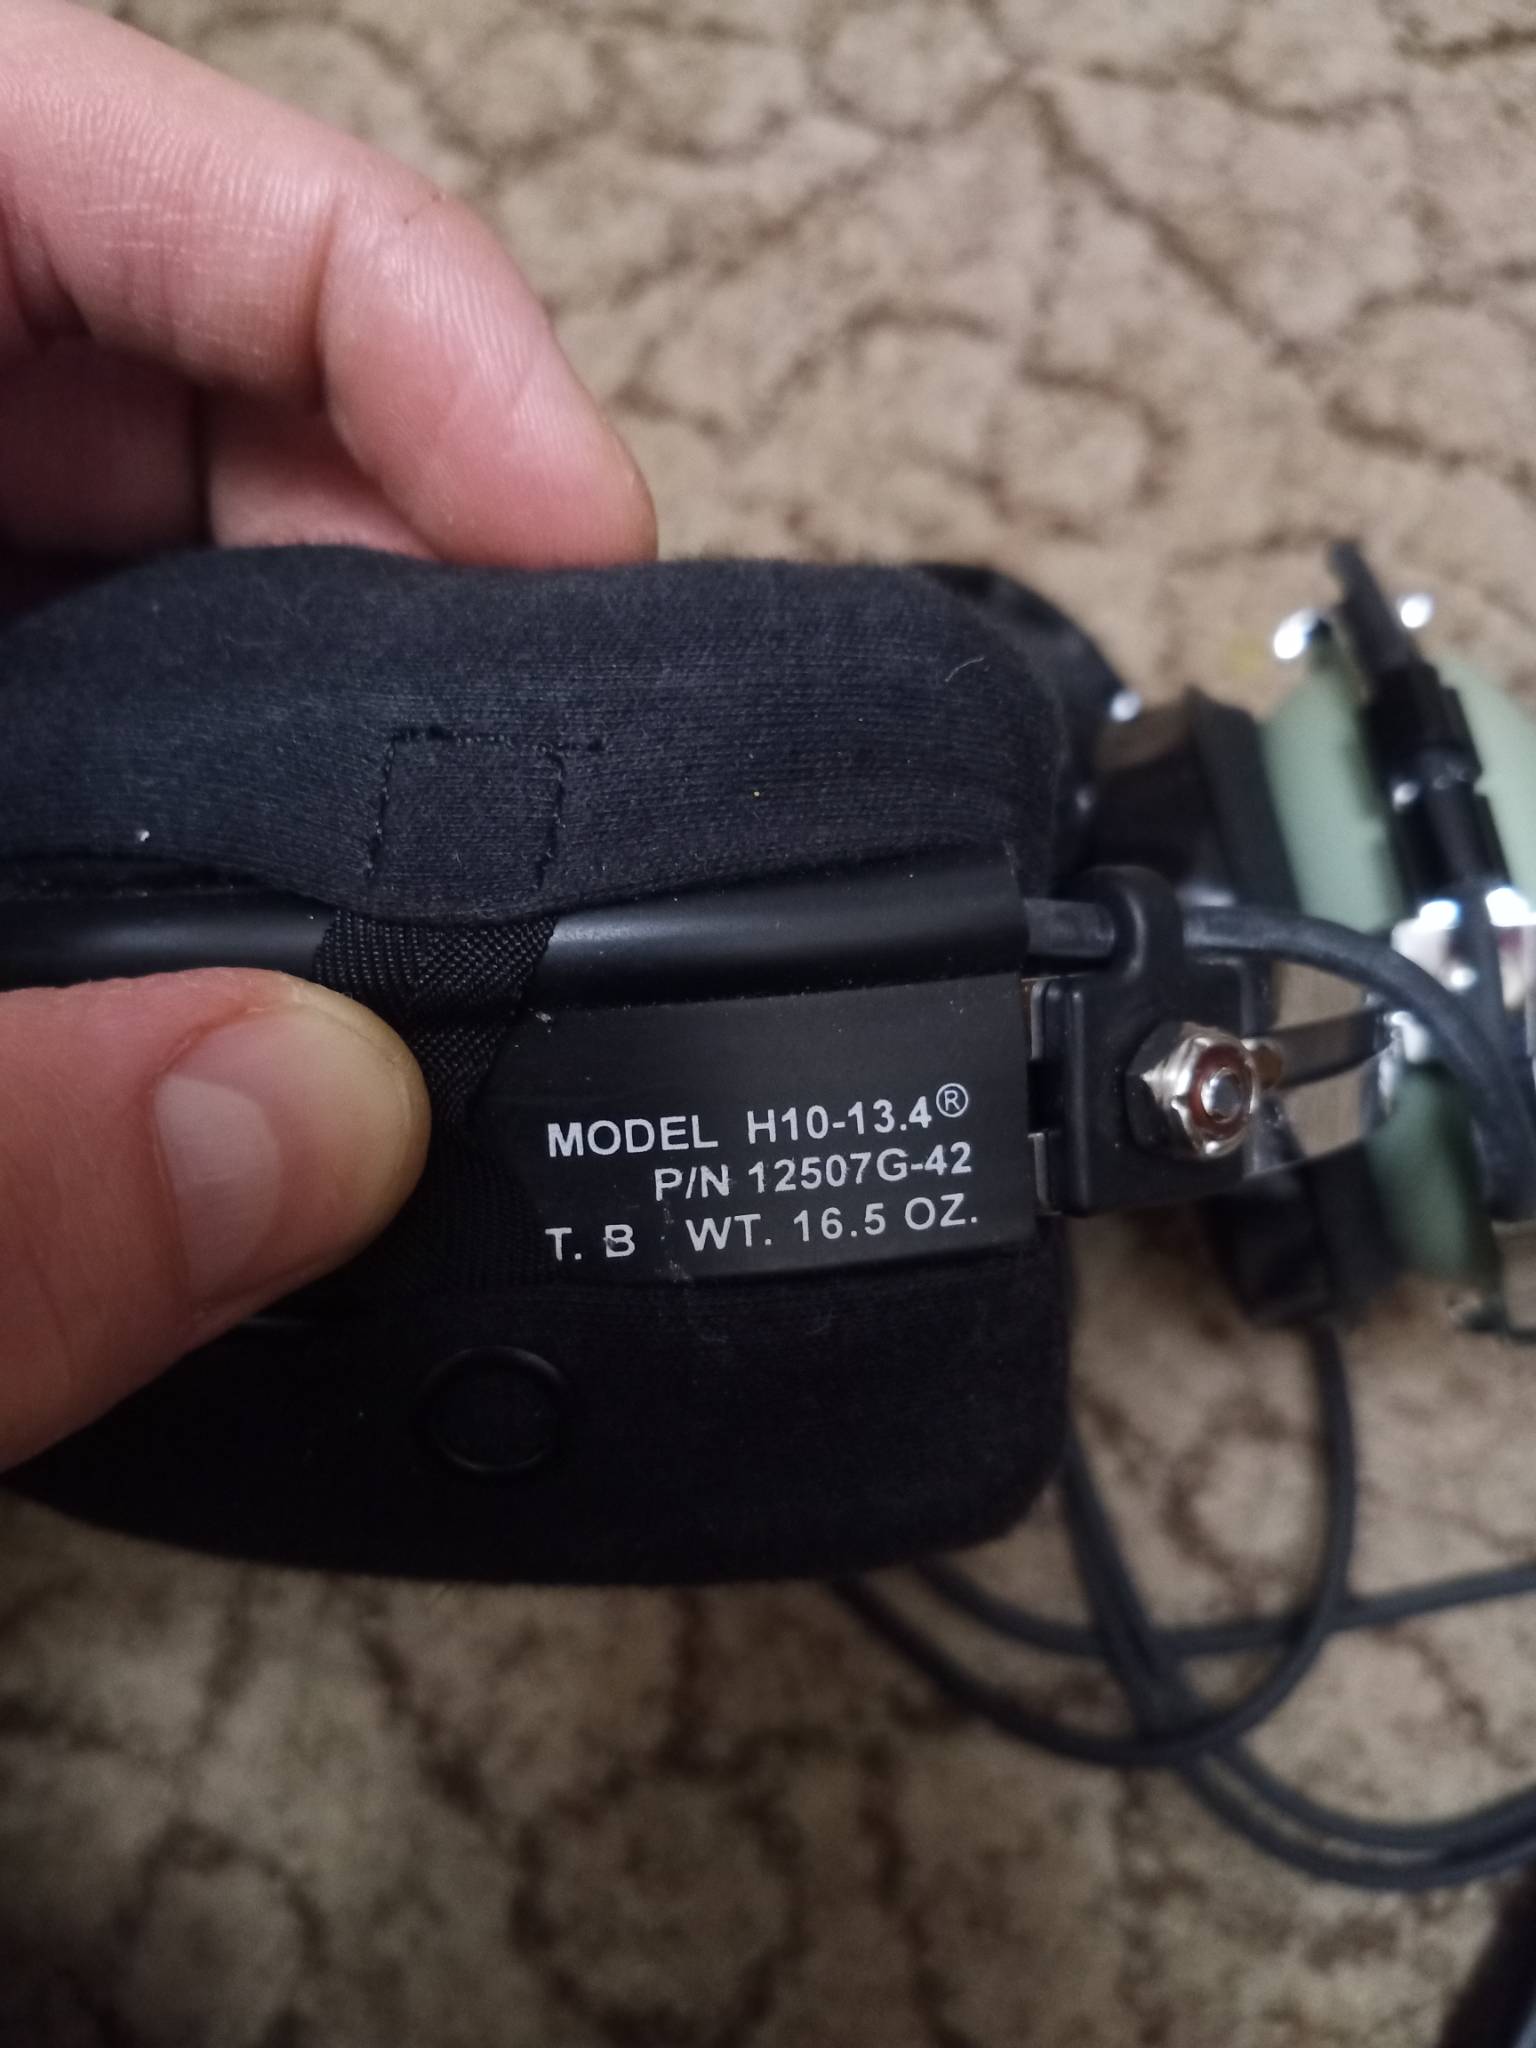 MODEL H10-13.4®
P/N 12507G-42
T. B WT. 16.5 OZ.